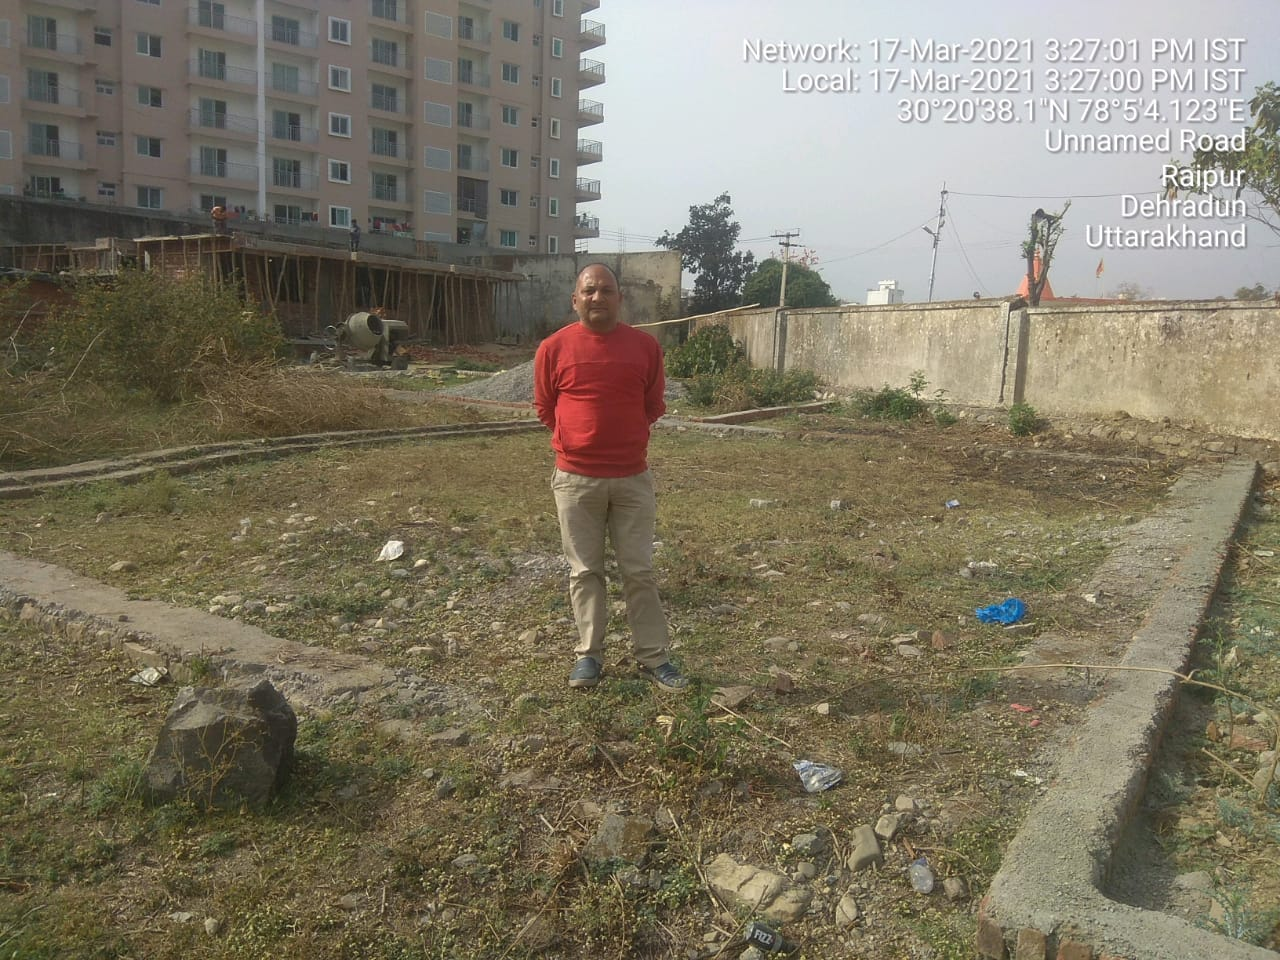 Network: 17-Mar-2021 3:27:01 PM IST
Local: 17-Mar-2021 3:27:00 PM IST
30°20'38.1"N 78°5'4.123"E
Unnamed Road
Raipur
Dehradun
Uttarakhand
FIZZ